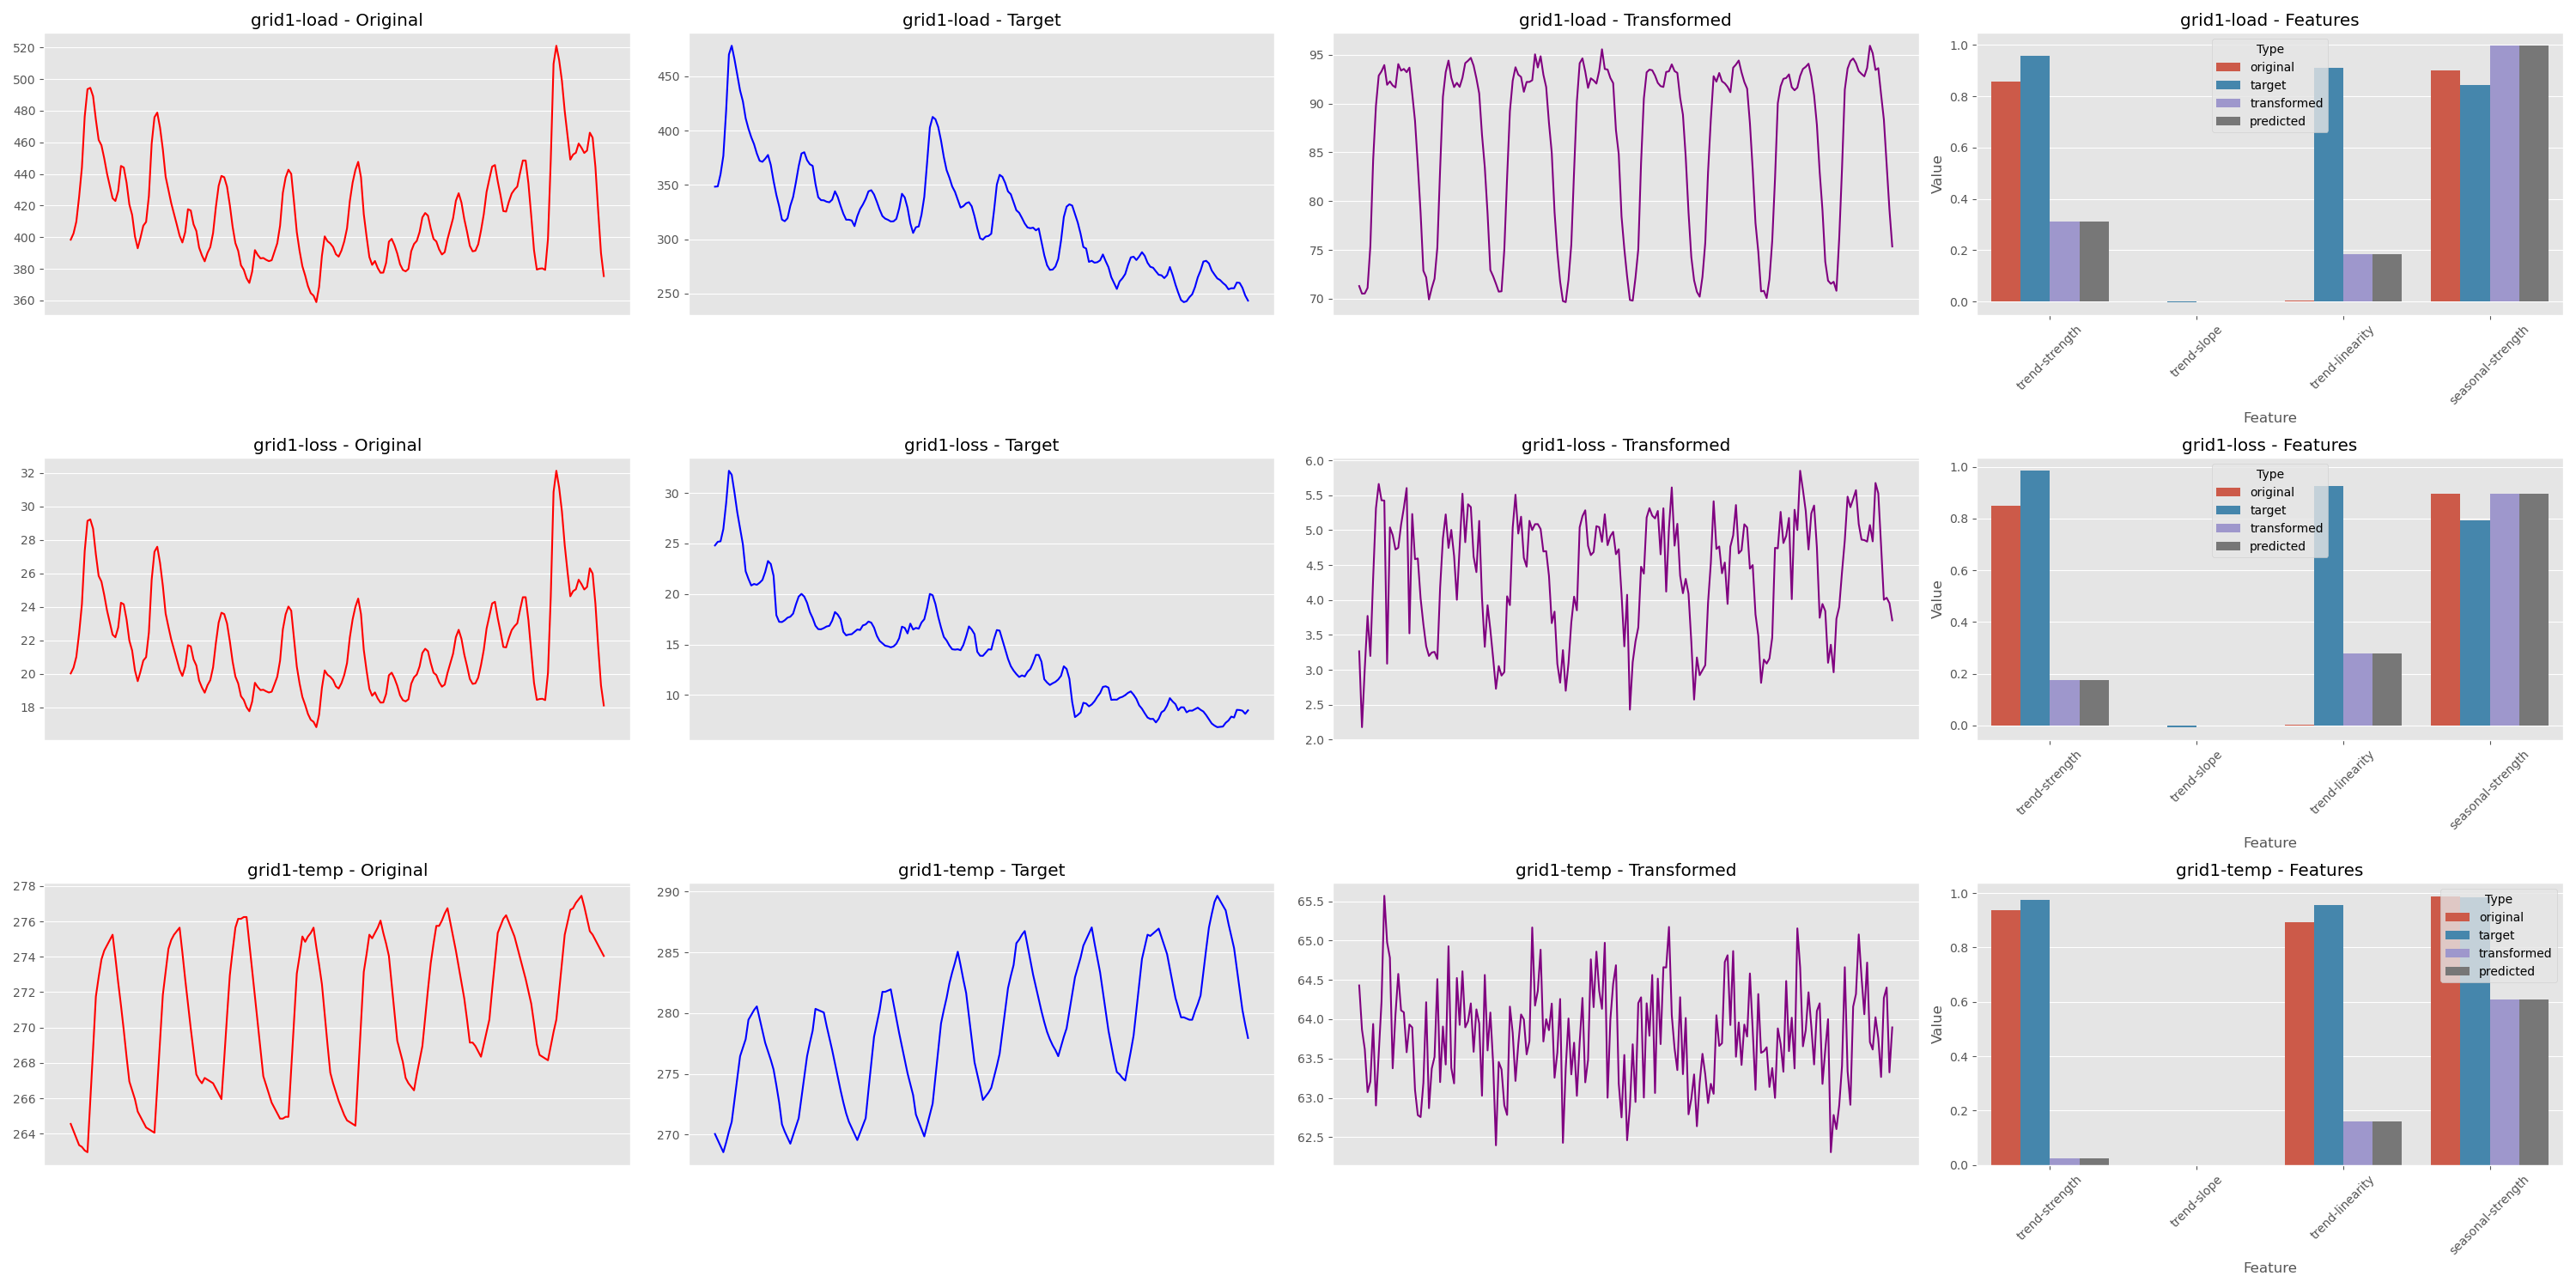 grid1-load - Original
520
500
480
460
440
420
400
380
360
grid1-load - Target
450
400
350
300
250
grid1-load - Transformed
95
90
85
80
75
70
grid1-load - Features
Value
1.0
0.8
0.6
0.4
0.2
0.0
Type
original
target
transformed
predicted
trend-strength
trend-slope
trend-linearity
seasonal-strength
Feature
grid1-loss - Original
32
30
28
26
24
22
20
18
grid1-loss - Target
30
25
20
15
10
grid1-loss - Transformed
6.0
5.5
5.0
4.5
4.0
3.5
3.0
2.5
2.0
grid1-loss - Features
Value
1.0
0.8
0.6
0.4
0.2
0.0
Type
original
target
transformed
predicted
trend-strength
trend-slope
trend-linearity
seasonal-strength
Feature
grid1-temp - Original
278
276
274
272
270
268
266
264
grid1-temp - Target
290
285
280
275
270
grid1-temp - Transformed
65.5
65.0
64.5
64.0
63.5
63.0
62.5
grid1-temp - Features
Value
1.0
0.8
0.6
0.4
0.2
0.0
Type
original
target
transformed
predicted
trend-strength
trend-slope
trend-linearity
seasonal-strength
Feature